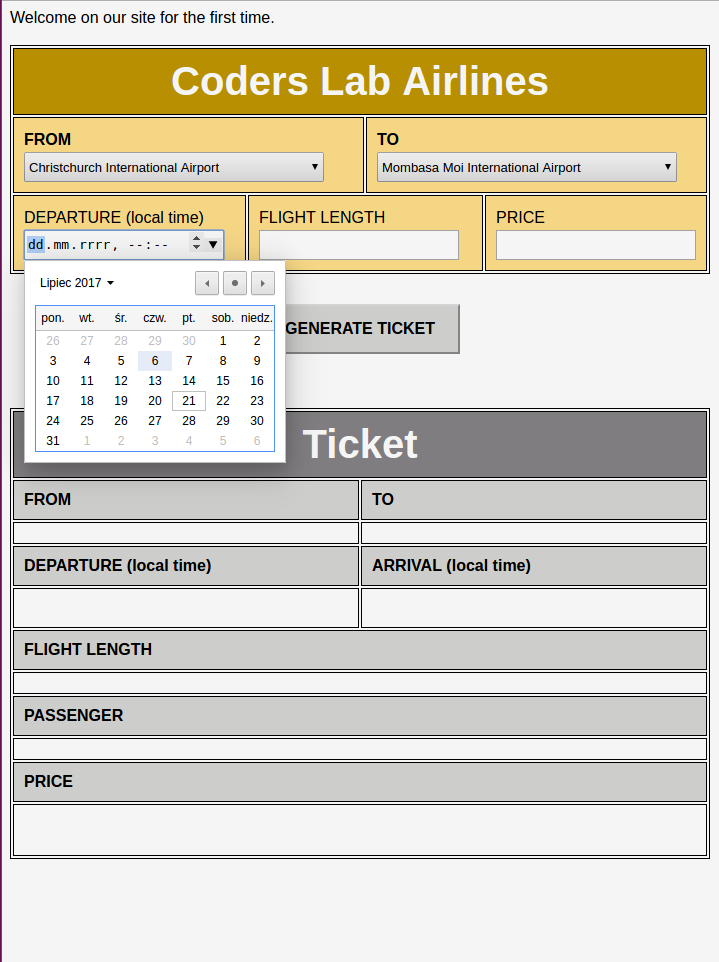 Welcome on our site for the first time.
Coders Lab Airlines
FROM TO
Christchurch International Airport Mombasa Moi International Airport
DEPARTURE (local time) FLIGHT LENGTH PRICE
dd.mm.rrrr, --:--
Lipiec 2017
pon. wt. śr. czw. pt. sob. niedz.
26 27 28 29 30 1 2
3 4 5 6 7 8 9
10 11 12 13 14 15 16
17 18 19 20 21 22 23
24 25 26 27 28 29 30
31 1 2 3 4 5 6
GENERATE TICKET
Ticket
FROM TO
DEPARTURE (local time) ARRIVAL (local time)
FLIGHT LENGTH
PASSENGER
PRICE